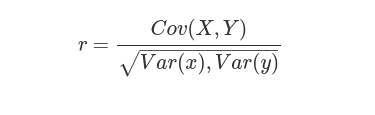 r = Cov(X, Y) / √Var(x), Var(y)